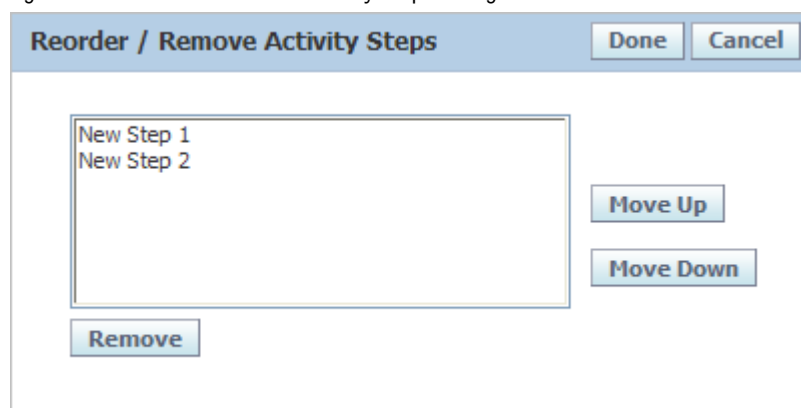 Reorder / Remove Activity Steps
Done Cancel
New Step 1
New Step 2
Move Up
Move Down
Remove